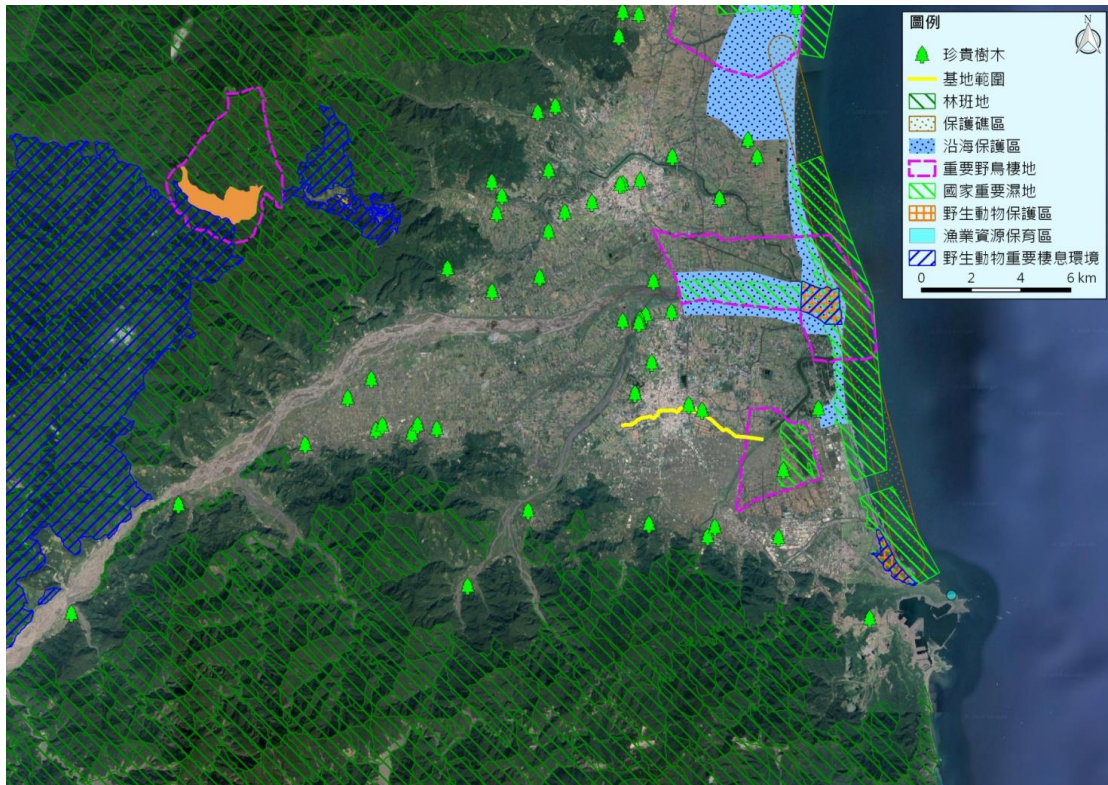 圖例
N
珍貴樹木
基地範圍
林班地
保護礁區
沿海保護區
重要野鳥棲地
國家重要濕地
野生動物保護區
漁業資源保育區
野生動物重要棲息環境
0 2 4 6 km